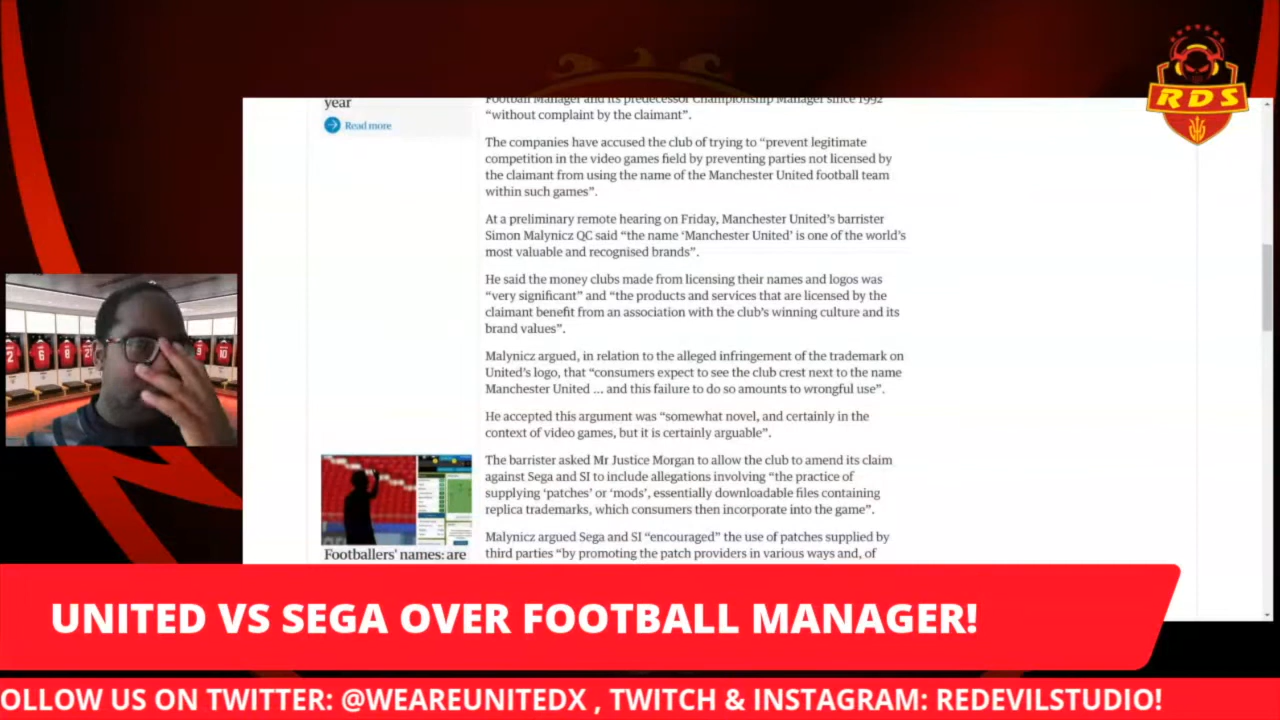 RDS
year
Read more
Football Manager and its predecessor Championship Manager since 1992
“without complaint by the claimant”.
The companies have accused the club of trying to “prevent legitimate
competition in the video games field by preventing parties not licensed by
the claimant from using the name of the Manchester United football team
within such games”.
At a preliminary remote hearing on Friday, Manchester United’s barrister
Simon Malynicz QC said “the name ‘Manchester United’ is one of the world’s
most valuable and recognised brands”.
He said the money clubs made from licensing their names and logos was
“very significant” and “the products and services that are licensed by the
claimant benefit from an association with the club’s winning culture and its
brand values”.
Malynicz argued, in relation to the alleged infringement of the trademark on
United’s logo, that “consumers expect to see the club crest next to the name
Manchester United ... and this failure to do so amounts to wrongful use”.
He accepted this argument was “somewhat novel, and certainly in the
context of video games, but it is certainly arguable”.
The barrister asked Mr Justice Morgan to allow the club to amend its claim
against Sega and SI to include allegations involving “the practice of
supplying ‘patches’ or ‘mods’, essentially downloadable files containing
replica trademarks, which consumers then incorporate into the game”.
Malynicz argued Sega and SI “encouraged” the use of patches supplied by
third parties “by promoting the patch providers in various ways and, of
Footballers’ names: are
2
6
8
10
UNITED VS SEGA OVER FOOTBALL MANAGER!
OLLOW US ON TWITTER: @WEAREUNITEDX , TWITCH & INSTAGRAM: REDEVILSTUDIO!